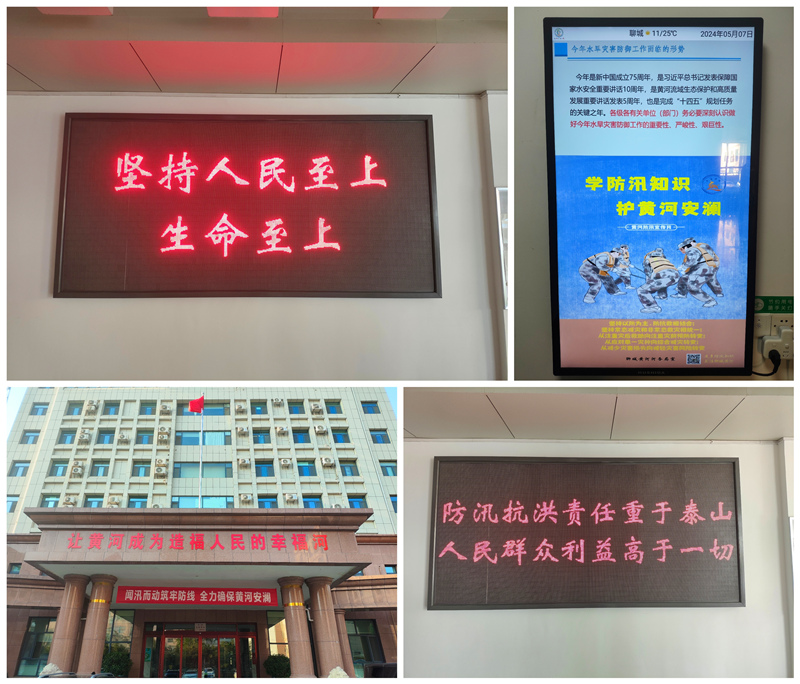 坚持人民至上
生命至上
聊城 11/25℃ 2024年05月07日
今年水旱灾害防御工作面临的形势
今年是新中国成立75周年，是习近平总书记发表保障国
家水安全重要讲话10周年，是黄河流域生态保护和高质量
发展重要讲话发表5周年，也是完成“十四五”规划任务
的关键之年。各级各有关单位（部门）务必要深刻认识做
好今年水旱灾害防御工作的重要性、严峻性、艰巨性。
学防汛知识
护黄河安澜
让黄河成为造福人民的幸福河
闻汛而动筑牢防线 全力确保黄河安澜
防汛抗洪责任重于泰山
人民群众利益高于一切